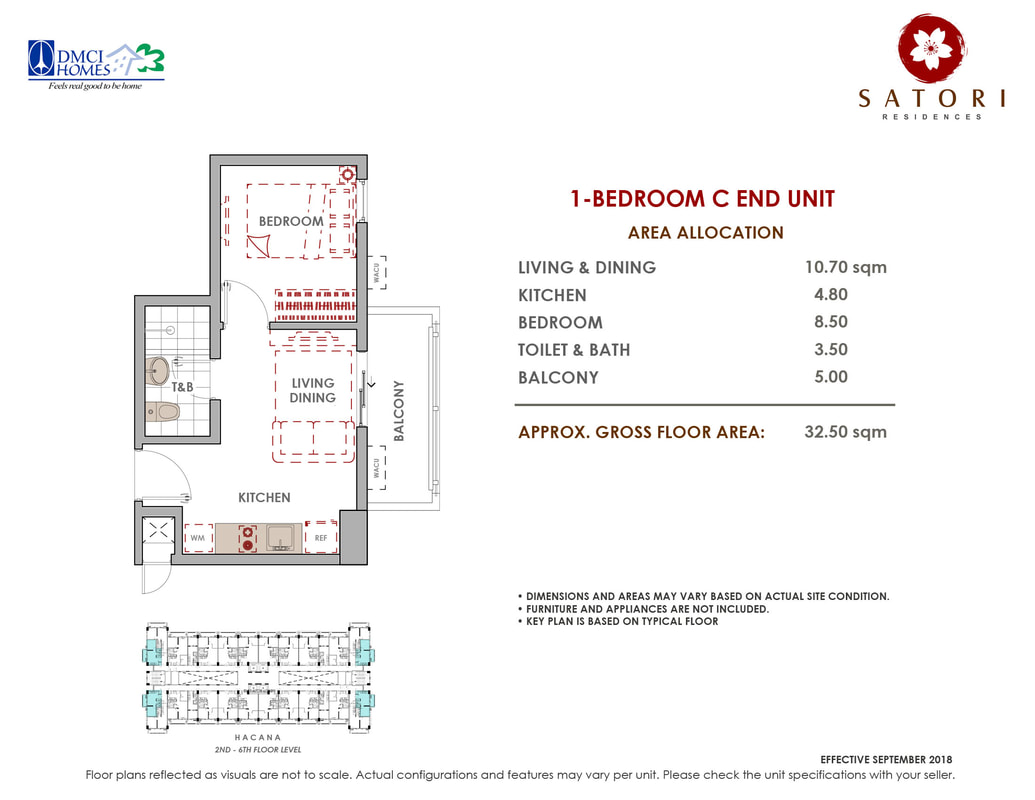 DMCI
HOMES
Feels real good to be home
SATORI
RESIDENCES
1-BEDROOM C END UNIT
AREA ALLOCATION
LIVING & DINING 10.70 sqm
KITCHEN 4.80
BEDROOM 8.50
TOILET & BATH 3.50
BALCONY 5.00
APPROX. GROSS FLOOR AREA: 32.50 sqm
BEDROOM
WACU
T&B
LIVING
DINING
BALCONY
WACU
KITCHEN
WM
REF
• DIMENSIONS AND AREAS MAY VARY BASED ON ACTUAL SITE CONDITION.
• FURNITURE AND APPLIANCES ARE NOT INCLUDED.
• KEY PLAN IS BASED ON TYPICAL FLOOR
HACANA
2ND - 6TH FLOOR LEVEL
EFFECTIVE SEPTEMBER 2018
Floor plans reflected as visuals are not to scale. Actual configurations and features may vary per unit. Please check the unit specifications with your seller.